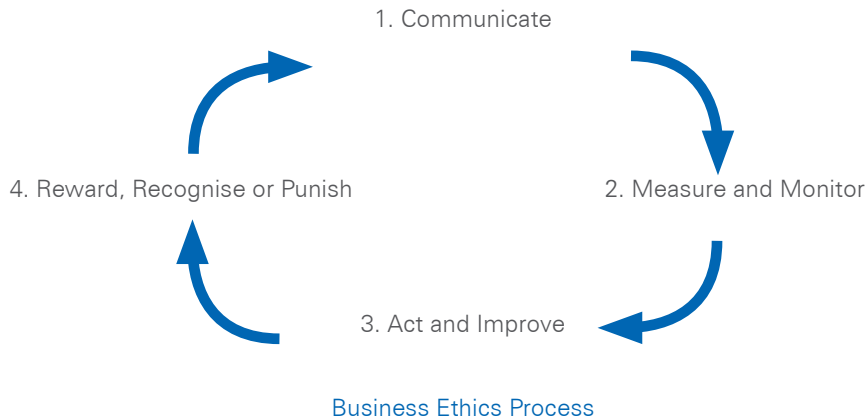 1. Communicate
2. Measure and Monitor
3. Act and Improve
4. Reward, Recognise or Punish
Business Ethics Process